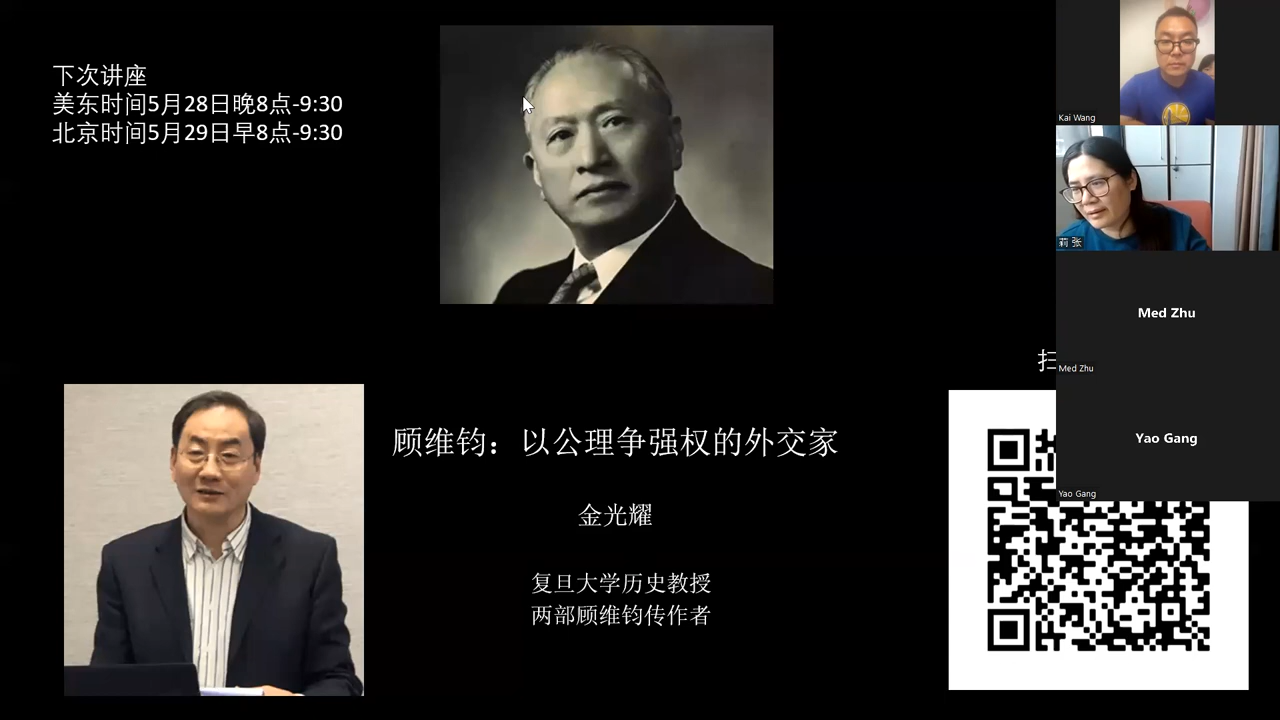 下次讲座
美东时间5月28日晚8点-9:30
北京时间5月29日早8点-9:30
顾维钧：以公理争强权的外交家
金光耀
复旦大学历史教授
两部顾维钧传作者
扫
Kai Wang
莉 张
Med Zhu
Med Zhu
Yao Gang
Yao Gang